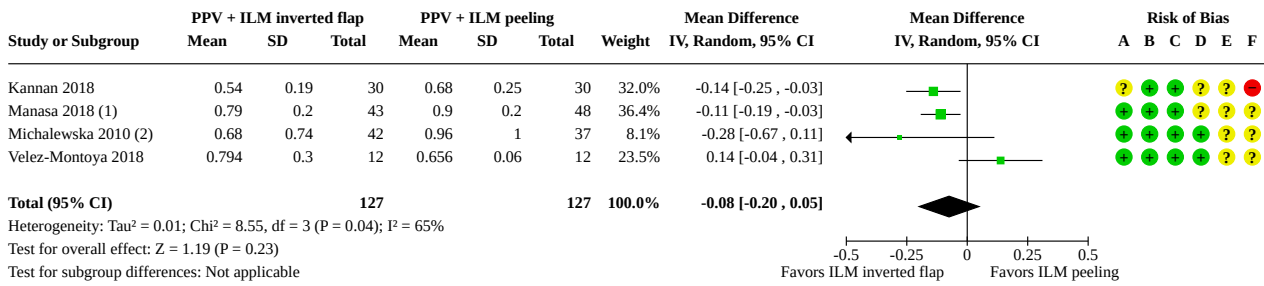 PPV + ILM inverted flap PPV + ILM peeling Mean Difference Mean Difference Risk of Bias
Study or Subgroup Mean SD Total Mean SD Total Weight IV, Random, 95% CI IV, Random, 95% CI A B C D E F
Kannan 2018 0.54 0.19 30 0.68 0.25 30 32.0% -0.14 [-0.25 , -0.03] ? + + ? ? −
Manasa 2018 (1) 0.79 0.2 43 0.9 0.2 48 36.4% -0.11 [-0.19 , -0.03] + + + ? ? ?
Michalewska 2010 (2) 0.68 0.74 42 0.96 1 37 8.1% -0.28 [-0.67 , 0.11] + + + + ? ?
Velez-Montoya 2018 0.794 0.3 12 0.656 0.06 12 23.5% 0.14 [-0.04 , 0.31] + + + + ? ?
Total (95% CI) 127 127 100.0% -0.08 [-0.20 , 0.05]
Heterogeneity: Tau² = 0.01; Chi² = 8.55, df = 3 (P = 0.04); I² = 65%
Test for overall effect: Z = 1.19 (P = 0.23)
-0.5 -0.25 0 0.25 0.5
Test for subgroup differences: Not applicable
Favors ILM inverted flap Favors ILM peeling